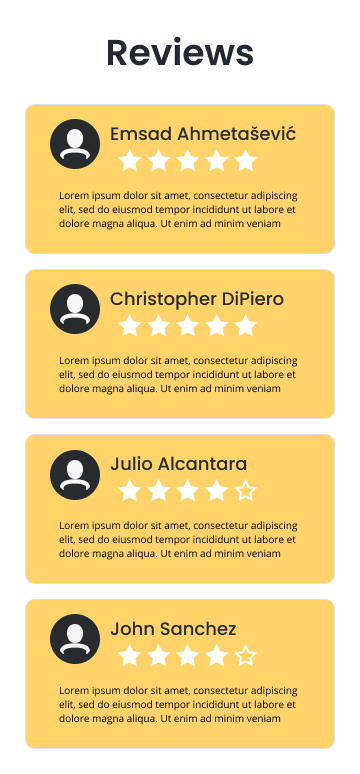 Reviews
Emsad Ahmetašević
Lorem ipsum dolor sit amet, consectetur adipiscing
elit, sed do eiusmod tempor incididunt ut labore et
dolore magna aliqua. Ut enim ad minim veniam
Christopher DiPiero
Lorem ipsum dolor sit amet, consectetur adipiscing
elit, sed do eiusmod tempor incididunt ut labore et
dolore magna aliqua. Ut enim ad minim veniam
Julio Alcantara
Lorem ipsum dolor sit amet, consectetur adipiscing
elit, sed do eiusmod tempor incididunt ut labore et
dolore magna aliqua. Ut enim ad minim veniam
John Sanchez
Lorem ipsum dolor sit amet, consectetur adipiscing
elit, sed do eiusmod tempor incididunt ut labore et
dolore magna aliqua. Ut enim ad minim veniam